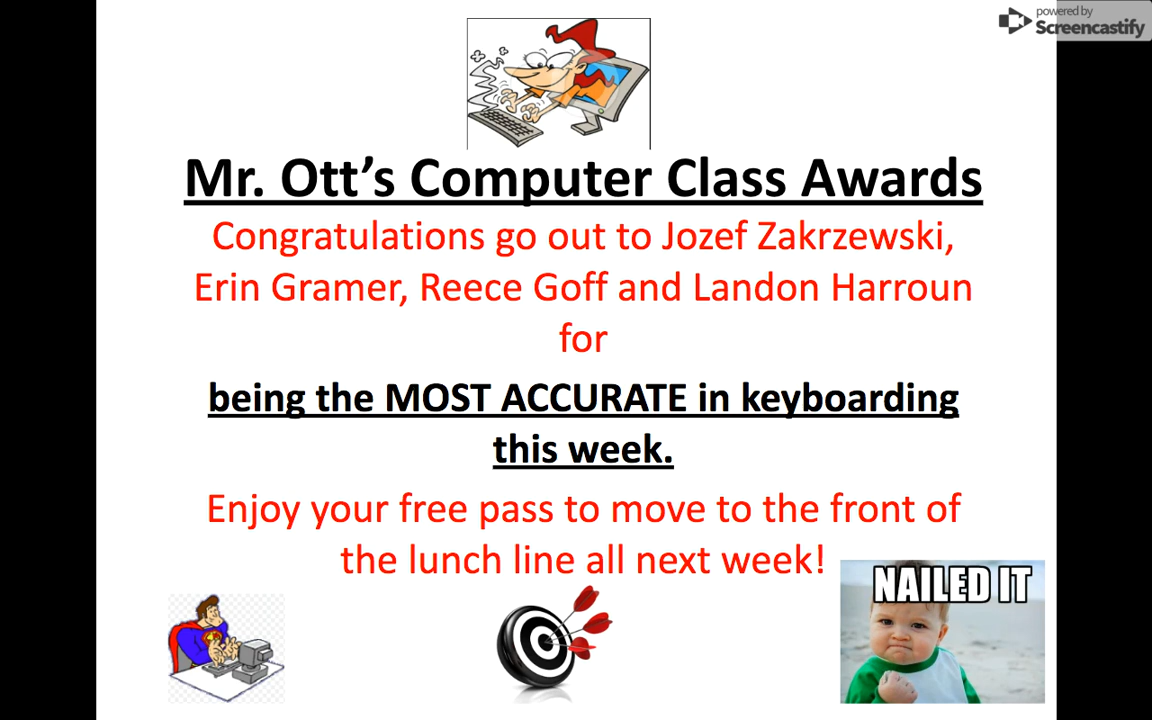 powered by
Screencastify
Mr. Ott’s Computer Class Awards
Congratulations go out to Jozef Zakrzewski,
Erin Gramer, Reece Goff and Landon Harroun
for
being the MOST ACCURATE in keyboarding
this week.
Enjoy your free pass to move to the front of
the lunch line all next week!
NAILED IT